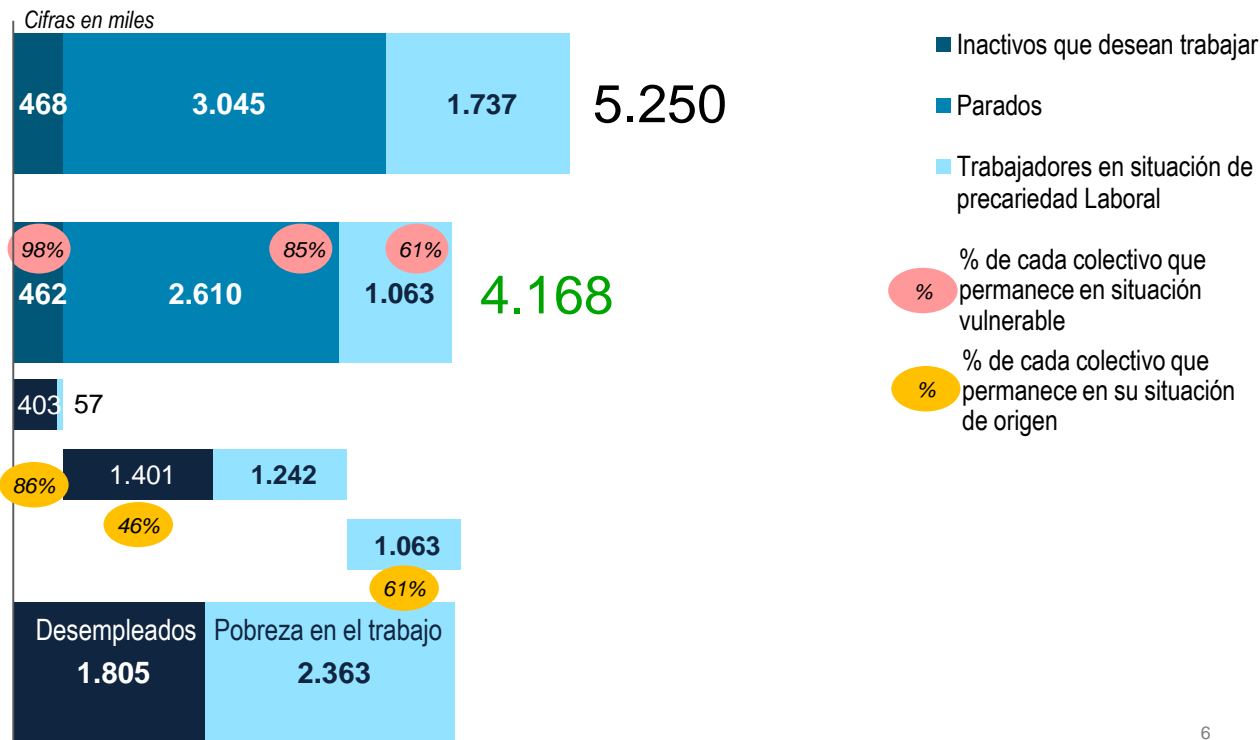 Cifras en miles
468
3.045
1.737
5.250
98%
85%
61%
462
2.610
1.063
4.168
403
57
1.401
1.242
86%
46%
1.063
61%
Desempleados
1.805
Pobreza en el trabajo
2.363
Inactivos que desean trabajar
Parados
Trabajadores en situación de
precariedad Laboral
%
% de cada colectivo que
permanece en situación
vulnerable
%
% de cada colectivo que
permanece en su situación
de origen
6